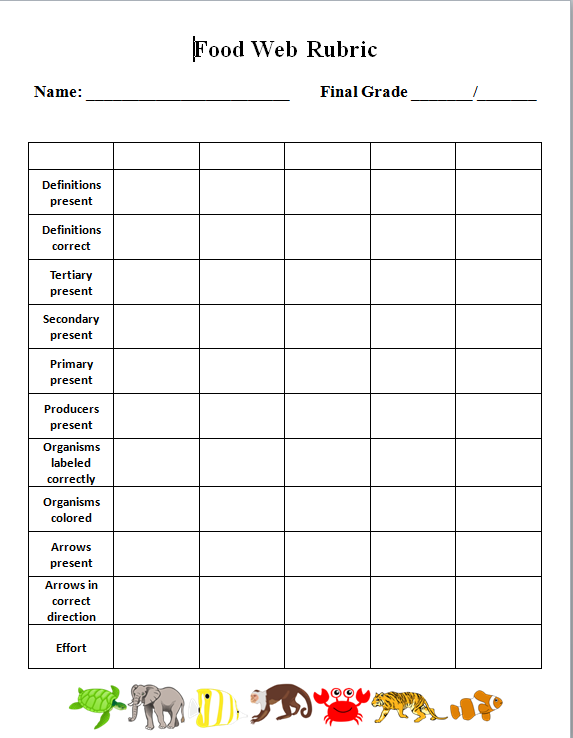 Food Web Rubric
Name: _______________________ Final Grade _______/_______
Definitions
present
Definitions
correct
Tertiary
present
Secondary
present
Primary
present
Producers
present
Organisms
labeled
correctly
Organisms
colored
Arrows
present
Arrows in
correct
direction
Effort